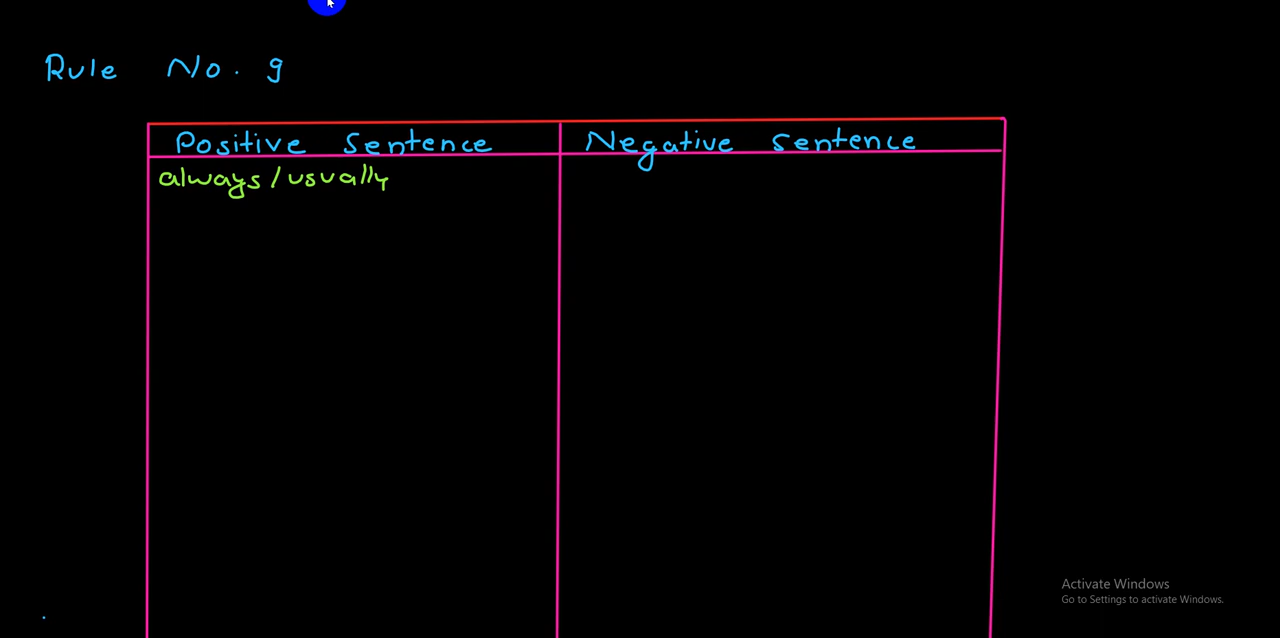 Rule No. 9
Positive Sentence Negative Sentence
always/usually
Activate Windows
Go to Settings to activate Windows.